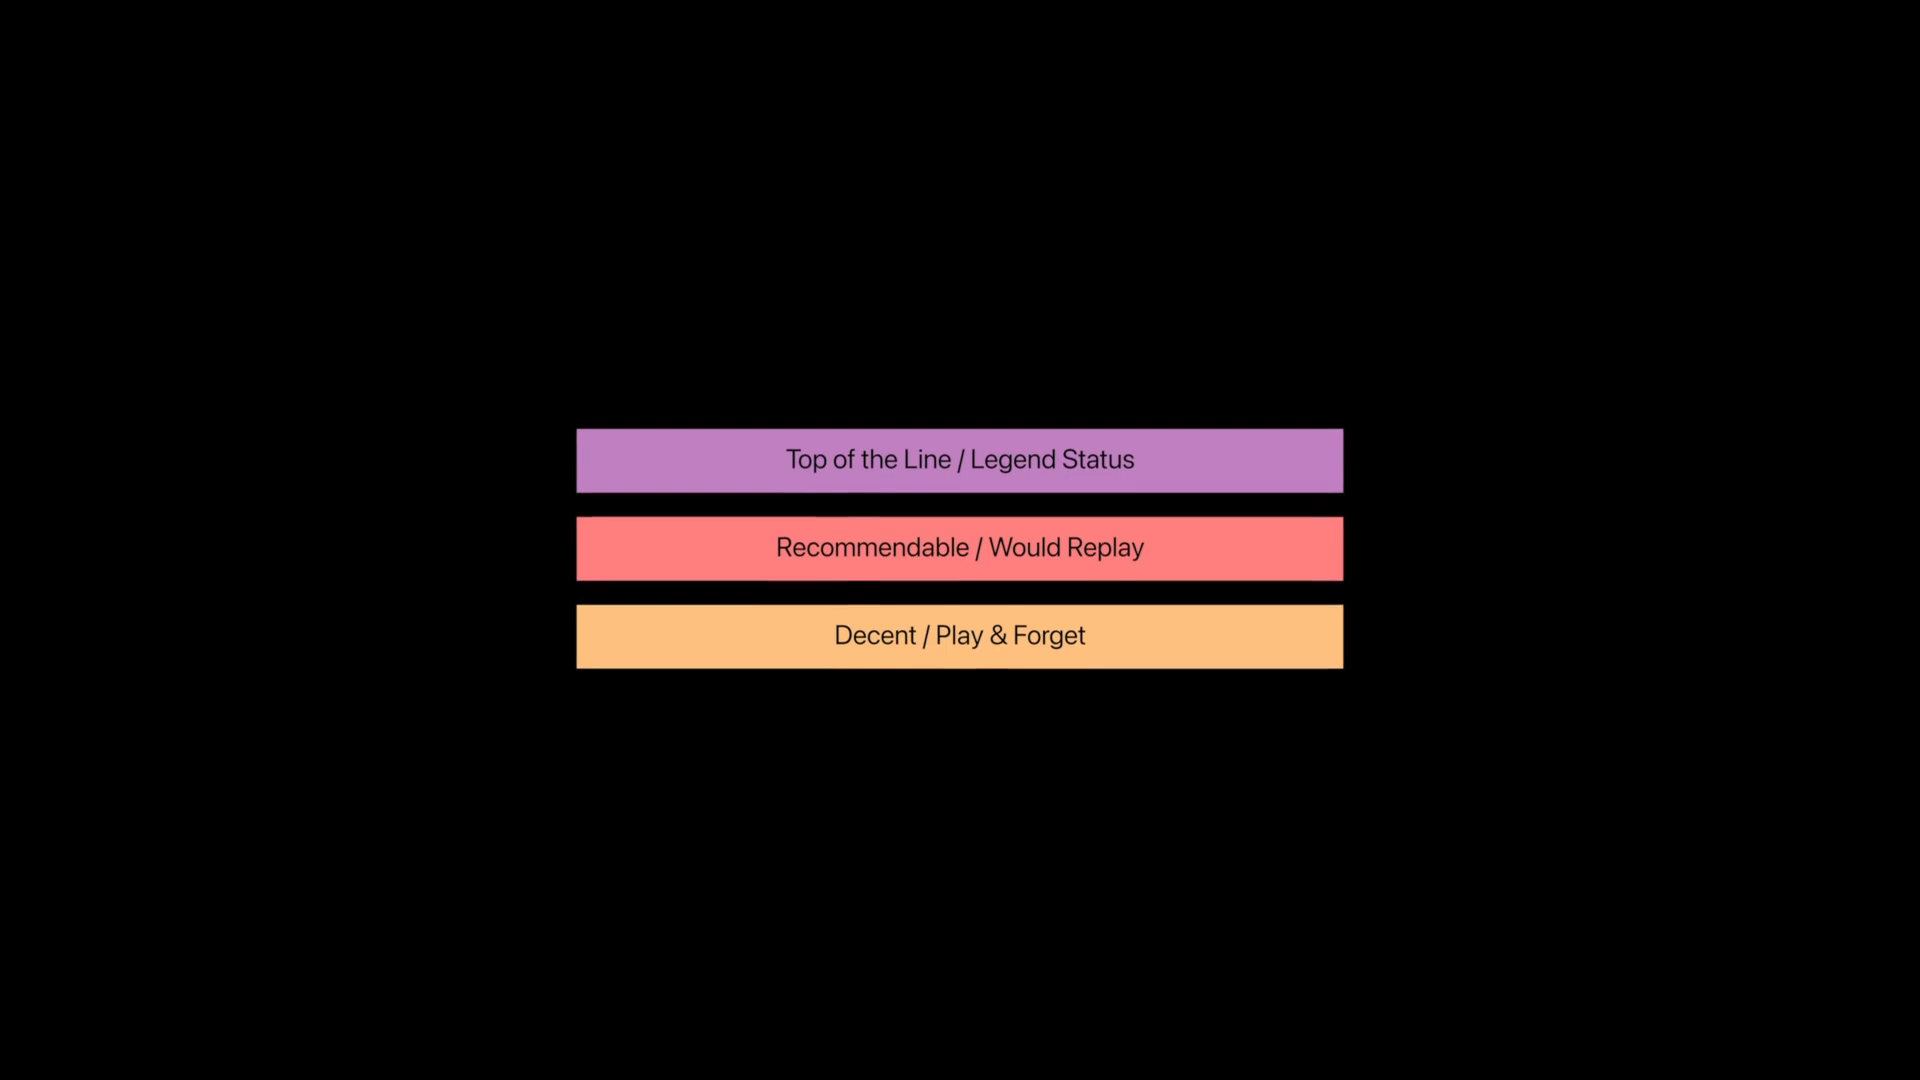 Top of the Line / Legend Status
Recommendable / Would Replay
Decent / Play & Forget